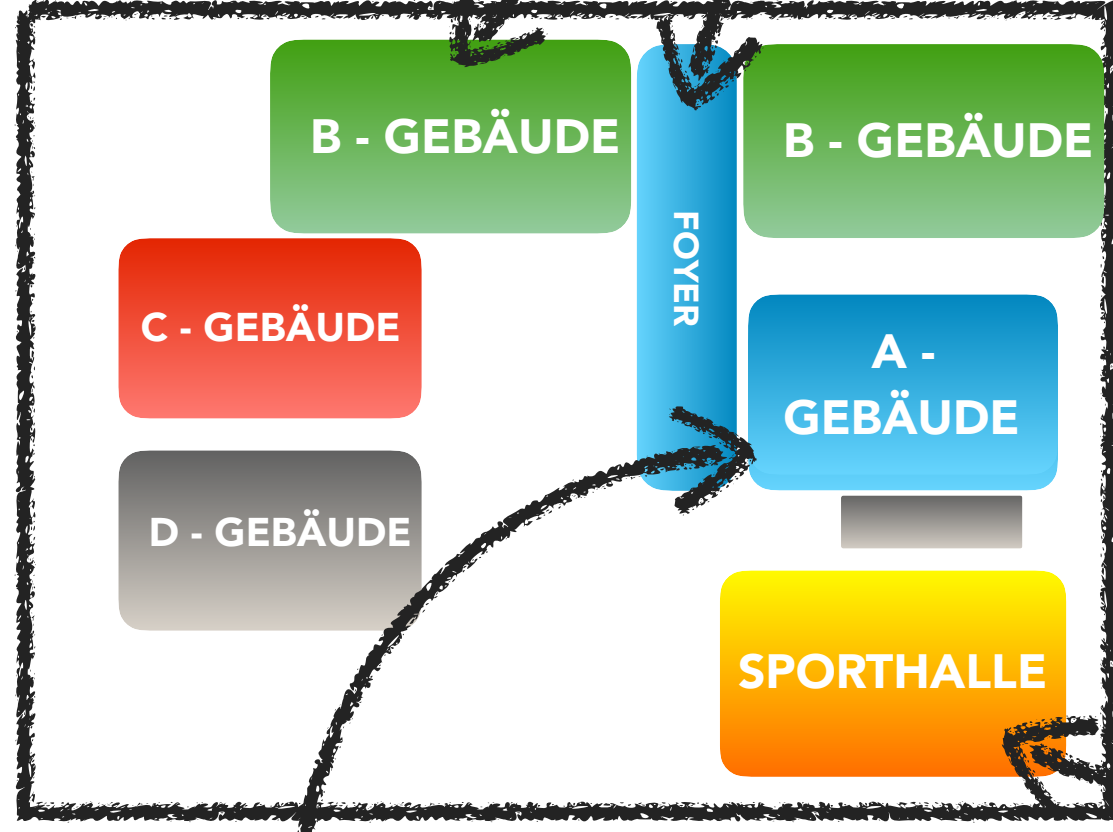 B - GEBÄUDE
B - GEBÄUDE
FOYER
C - GEBÄUDE
A -
GEBÄUDE
D - GEBÄUDE
SPORTHALLE